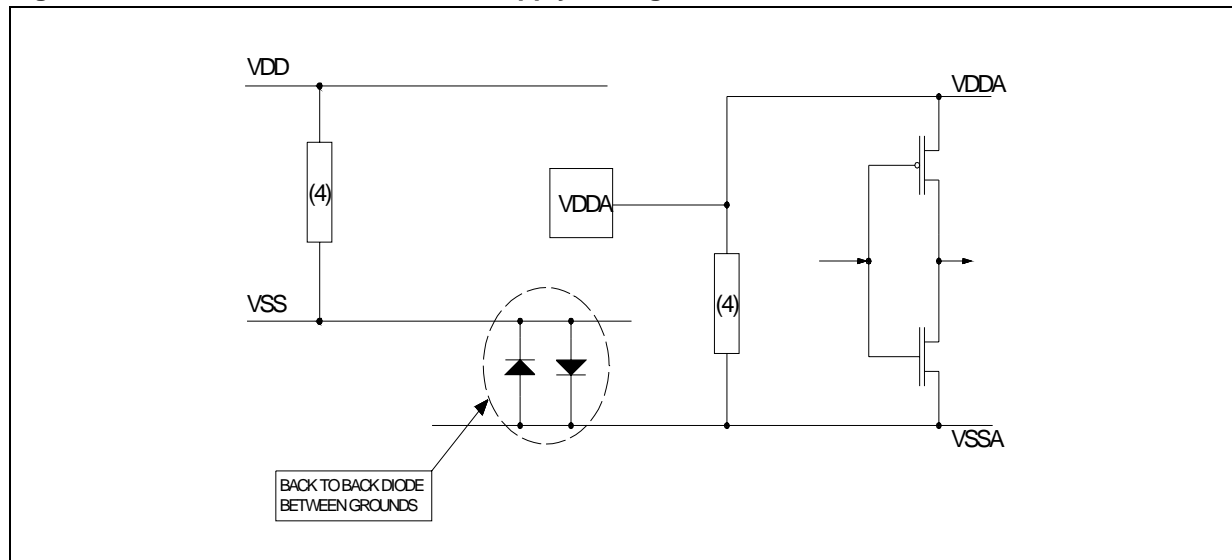 VDD
VDDA
(4)
VDDA
(4)
VSS
VSSA
BACK TO BACK DIODE
BETWEEN GROUNDS